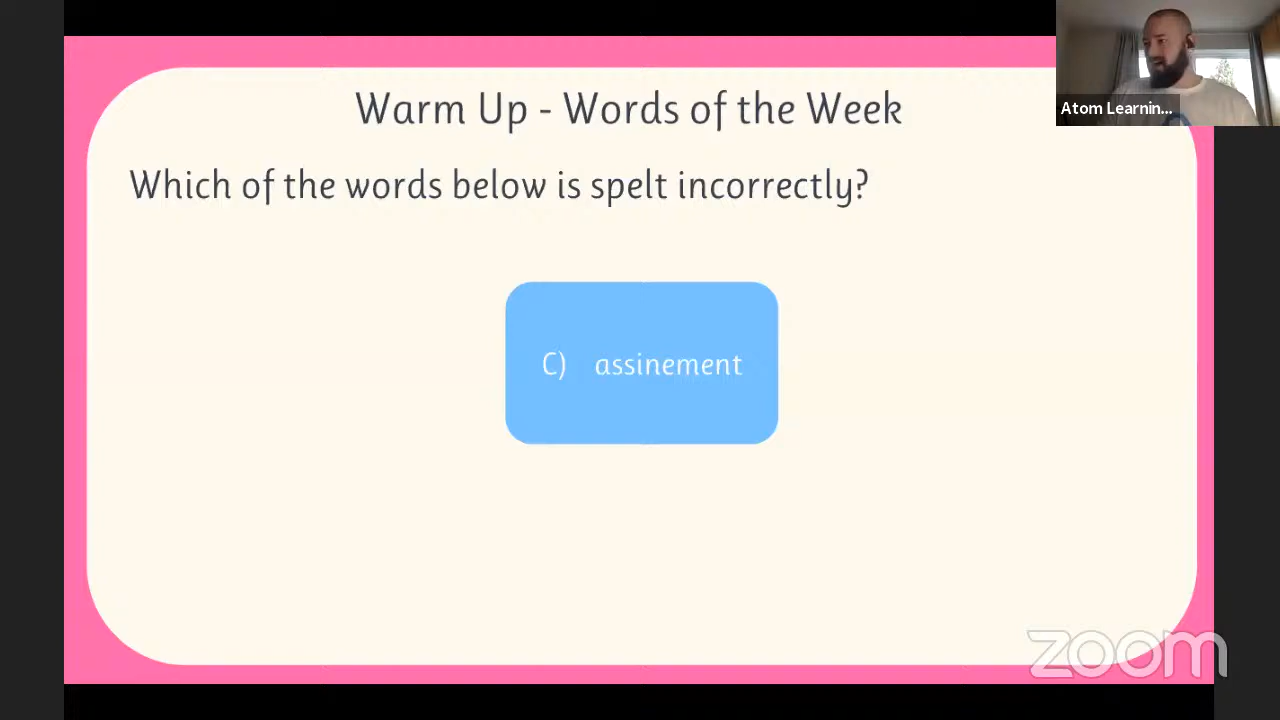 Warm Up - Words of the Week
Atom Learnin...
Which of the words below is spelt incorrectly?
C) assinement
zoom